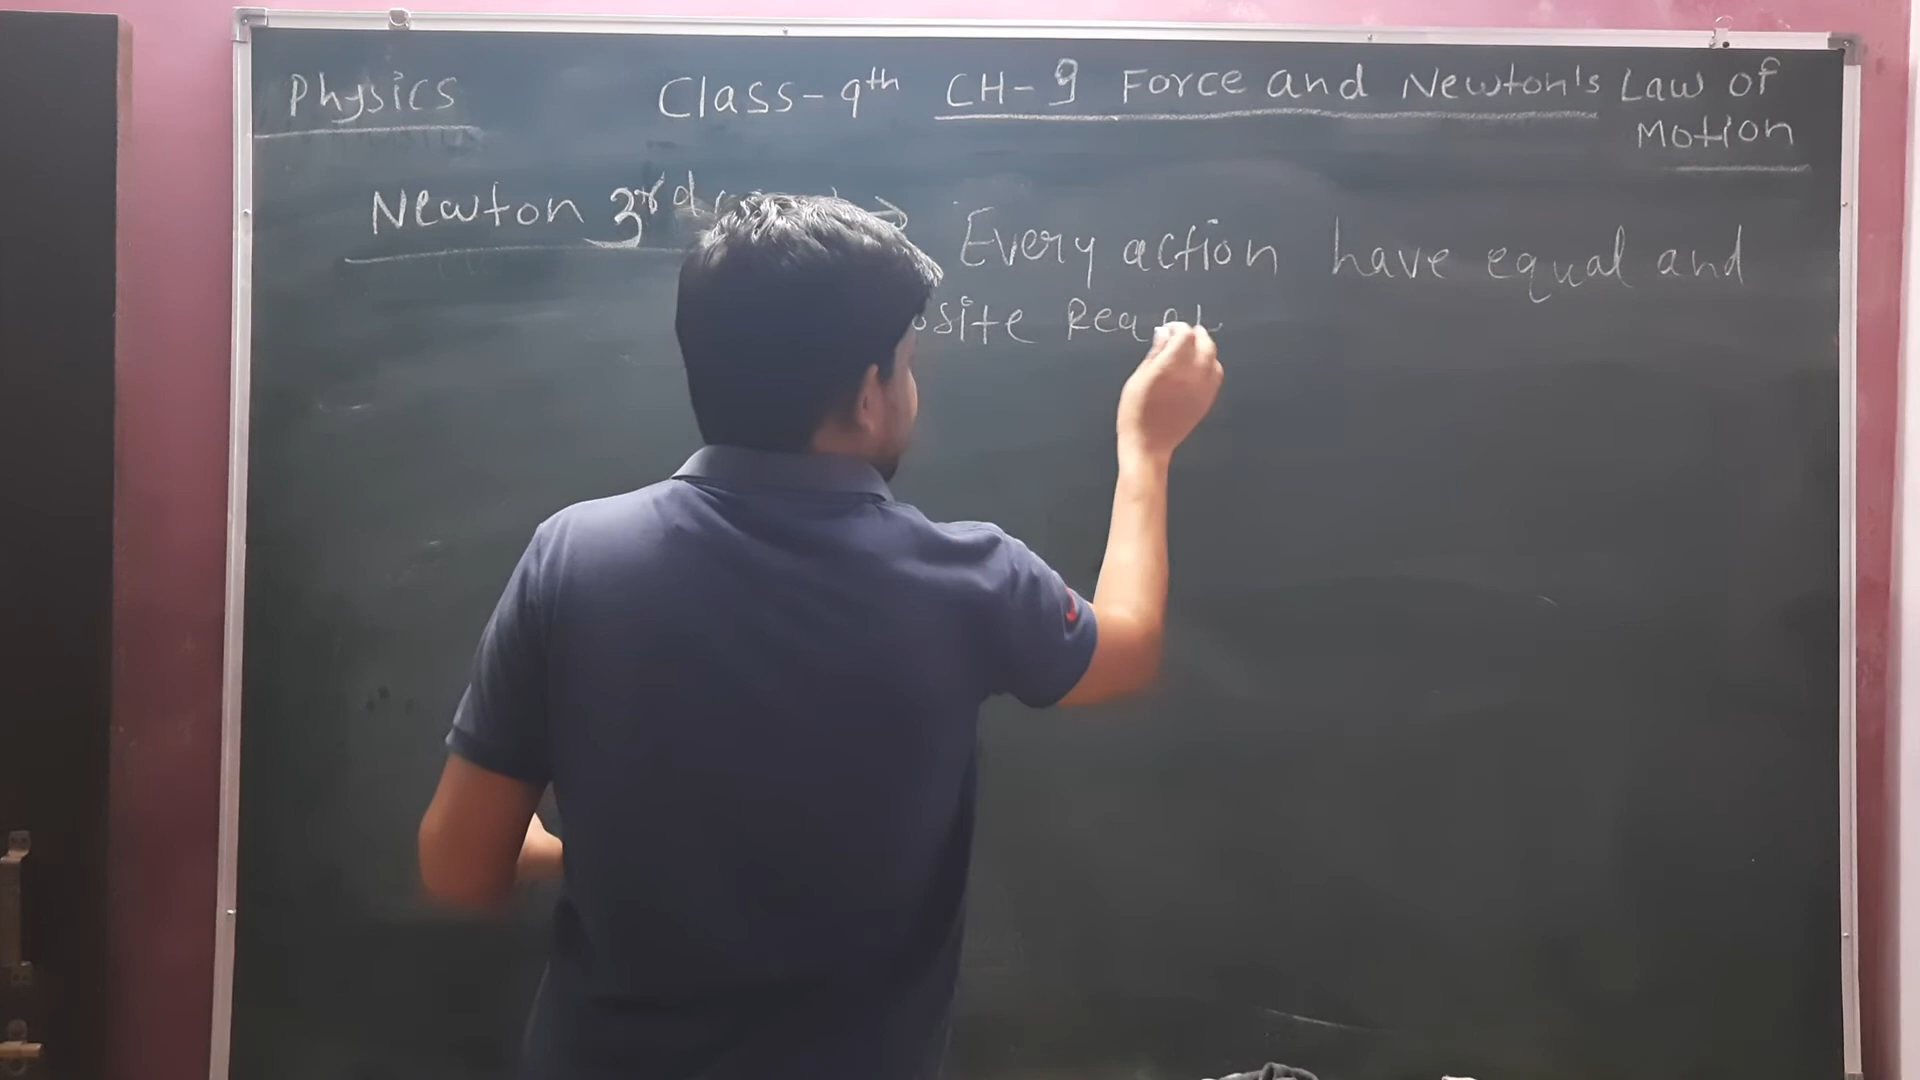 Physics Class-9th CH-9 Force and Newton's Law of
Motion
Newton 3rd → Every action have equal and
osite Reac